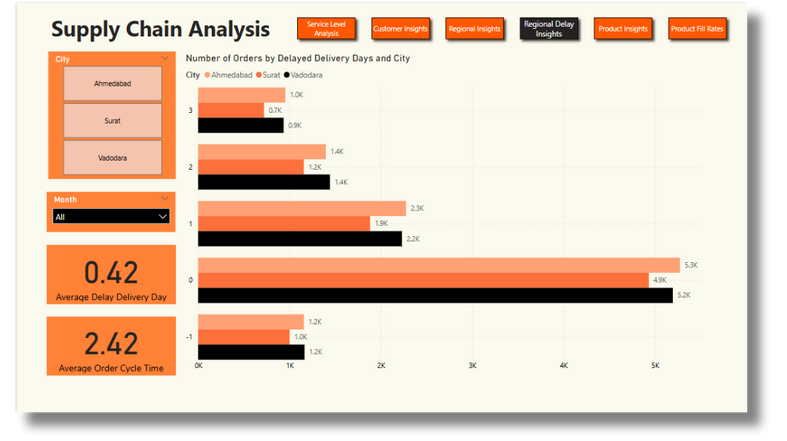 Supply Chain Analysis
Service Level
Analysis
Customer Insights
Regional Insights
Regional Delay
Insights
Product Insights
Product Fill Rates
City
Ahmedabad
Surat
Vadodara
Month
All
0.42
Average Delay Delivery Day
2.42
Average Order Cycle Time
Number of Orders by Delayed Delivery Days and City
City Ahmedabad Surat Vadodara
3
1.0K
0.7K
0.9K
2
1.4K
1.2K
1.4K
1
2.3K
1.9K
2.2K
0
5.3K
4.9K
5.2K
-1
1.2K
1.0K
1.2K
0K 1K 2K 3K 4K 5K